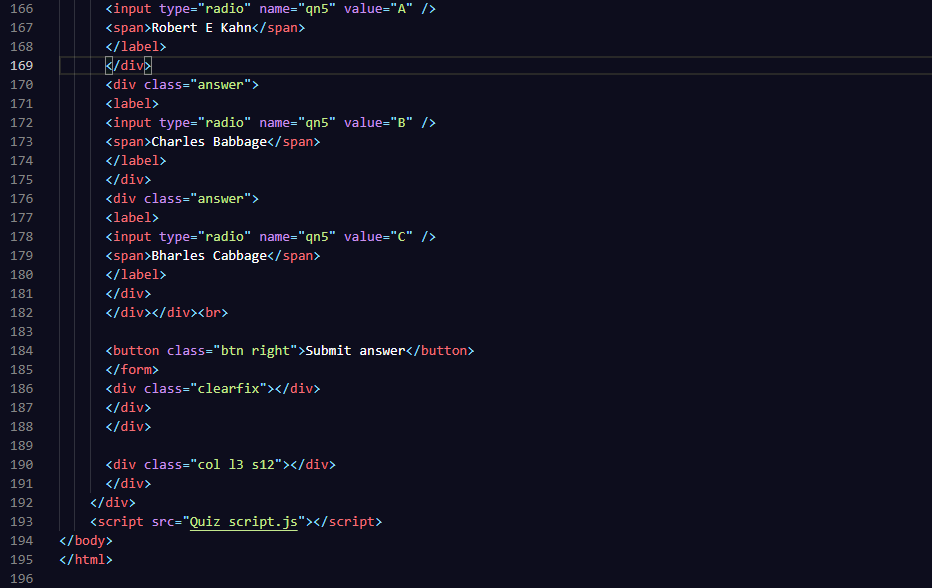 166 <input type="radio" name="qn5" value="A" />
167 <span>Robert E Kahn</span>
168 </label>
169 </div>
170 <div class="answer">
171 <label>
172 <input type="radio" name="qn5" value="B" />
173 <span>Charles Babbage</span>
174 </label>
175 </div>
176 <div class="answer">
177 <label>
178 <input type="radio" name="qn5" value="C" />
179 <span>Bharles Cabbage</span>
180 </label>
181 </div>
182 </div></div><br>
183
184 <button class="btn right">Submit answer</button>
185 </form>
186 <div class="clearfix"></div>
187 </div>
188 </div>
189
190 <div class="col l3 s12"></div>
191 </div>
192 </div>
193 <script src="Quiz script.js"></script>
194 </body>
195 </html>
196